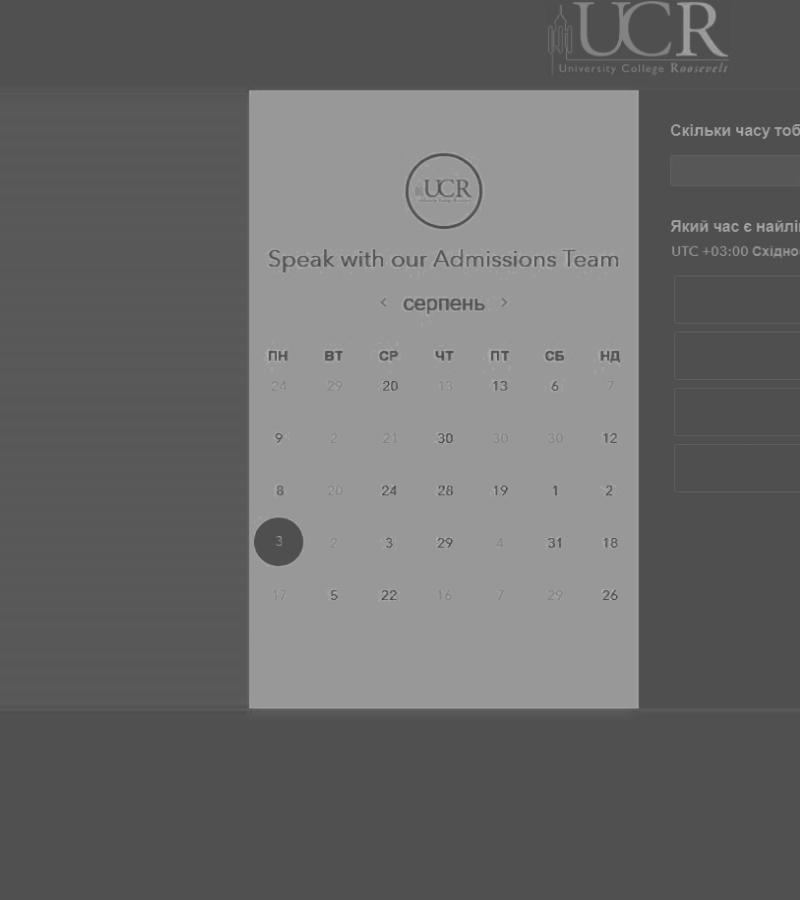 UCR
University College Roosevelt
Скільки часу тоб
UCR
Який час є найлі
Speak with our Admissions Team
UTC +03:00 Східно
серпень
ПН ВТ СР ЧТ ПТ СБ НД
24 29 20 13 13 6 7
9 2 21 30 30 30 12
8 20 24 28 19 1 2
3 2 3 29 4 31 18
17 5 22 16 7 29 26